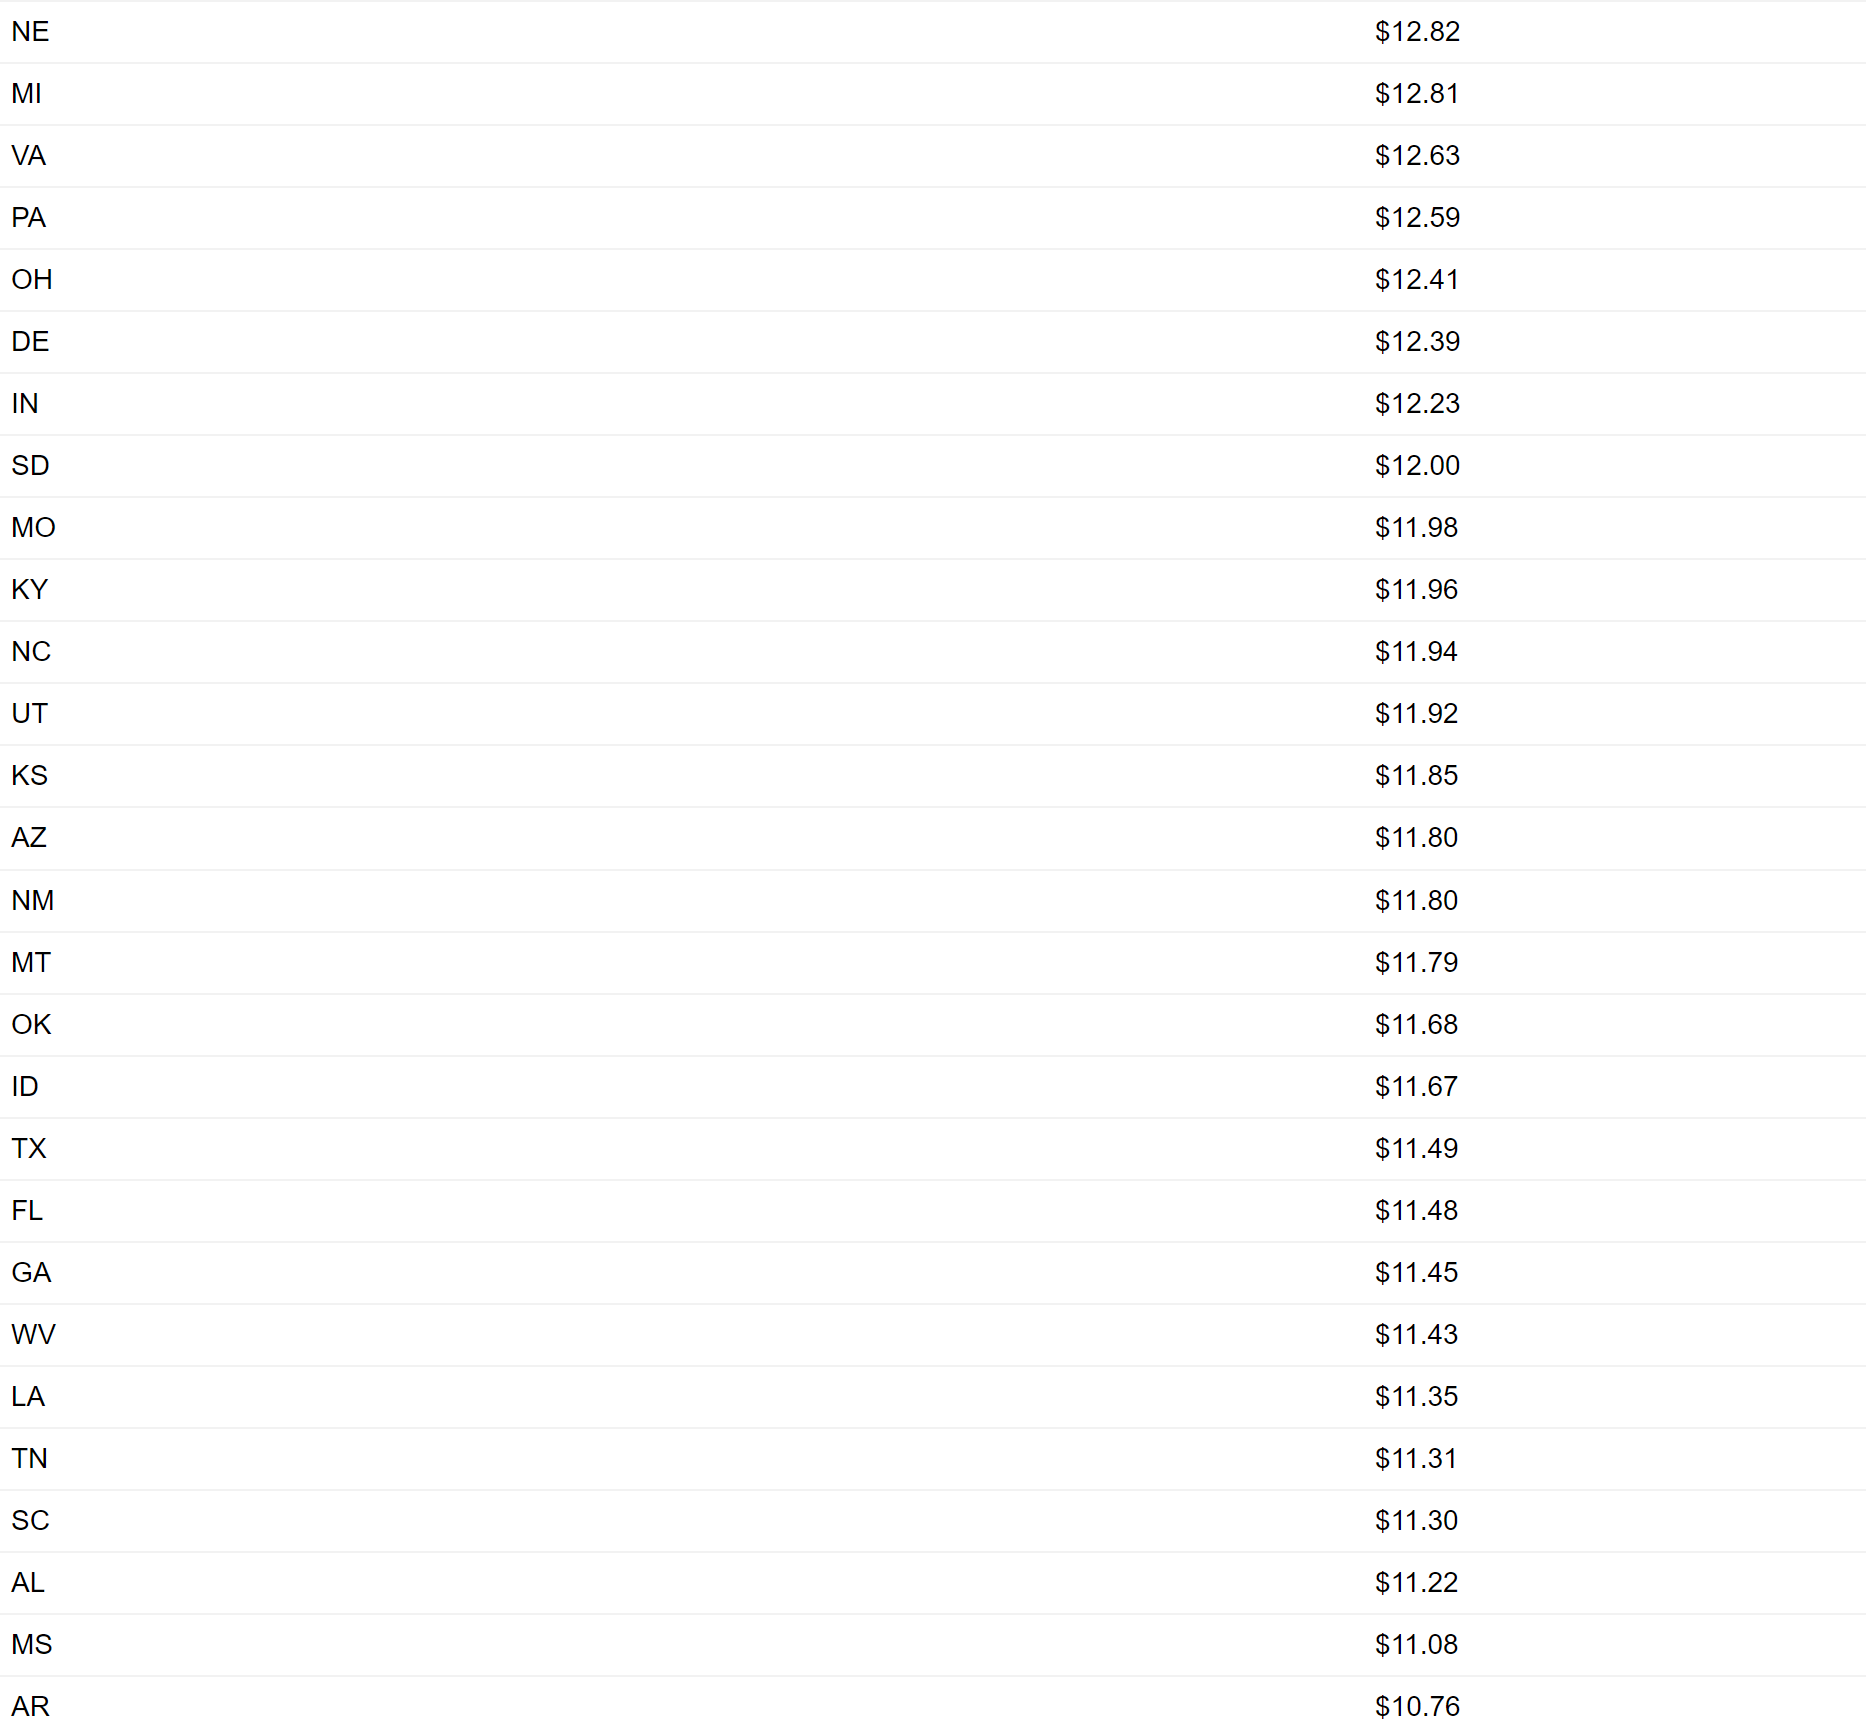 NE $12.82
MI $12.81
VA $12.63
PA $12.59
OH $12.41
DE $12.39
IN $12.23
SD $12.00
MO $11.98
KY $11.96
NC $11.94
UT $11.92
KS $11.85
AZ $11.80
NM $11.80
MT $11.79
OK $11.68
ID $11.67
TX $11.49
FL $11.48
GA $11.45
WV $11.43
LA $11.35
TN $11.31
SC $11.30
AL $11.22
MS $11.08
AR $10.76